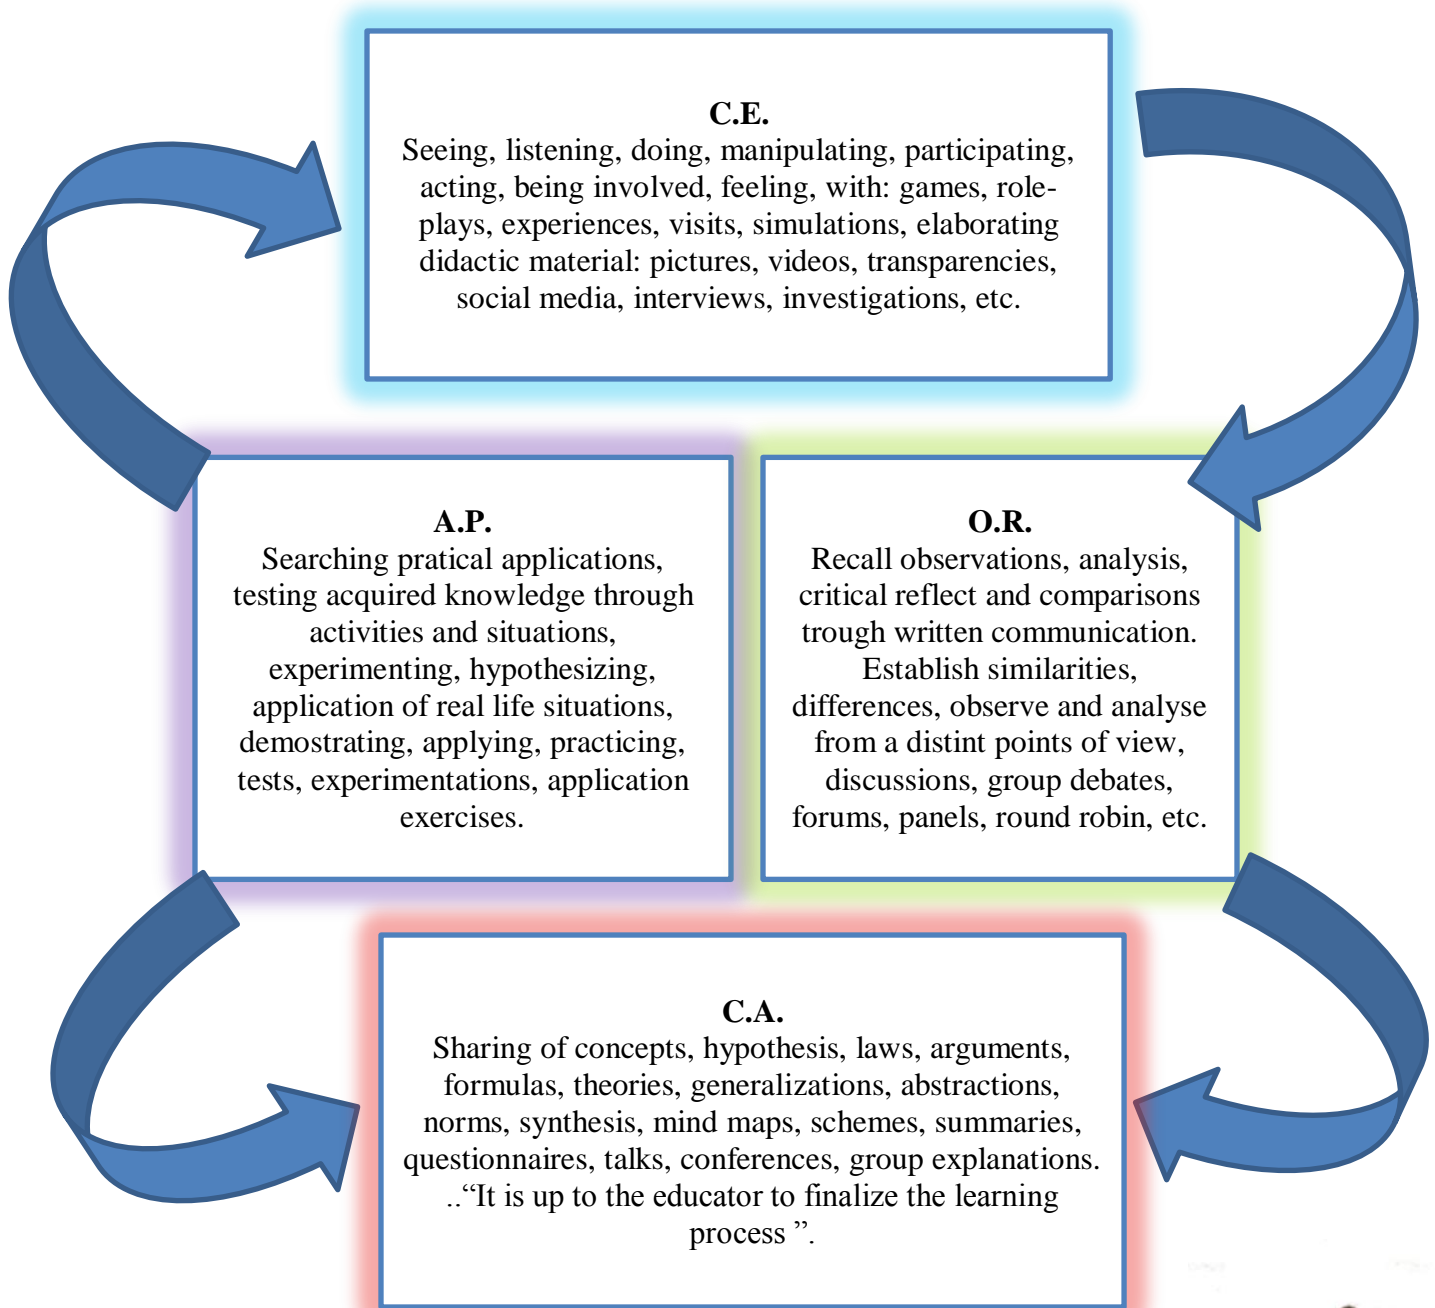 C.E.
Seeing, listening, doing, manipulating, participating,
acting, being involved, feeling, with: games, role-
plays, experiences, visits, simulations, elaborating
didactic material: pictures, videos, transparencies,
social media, interviews, investigations, etc.
A.P.
Searching pratical applications,
testing acquired knowledge through
activities and situations,
experimenting, hypothesizing,
application of real life situations,
demostrating, applying, practicing,
tests, experimentations, application
exercises.
O.R.
Recall observations, analysis,
critical reflect and comparisons
trough written communication.
Establish similarities,
differences, observe and analyse
from a distint points of view,
discussions, group debates,
forums, panels, round robin, etc.
C.A.
Sharing of concepts, hypothesis, laws, arguments,
formulas, theories, generalizations, abstractions,
norms, synthesis, mind maps, schemes, summaries,
questionnaires, talks, conferences, group explanations.
..“It is up to the educator to finalize the learning
process ”.